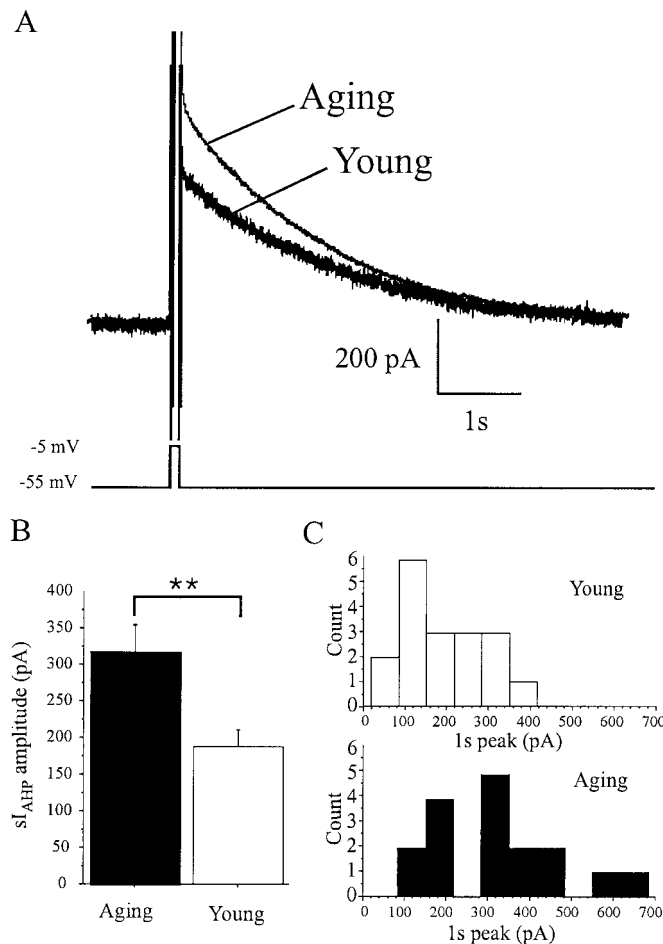 A
Aging
Young
200 pA
1s
-5 mV
-55 mV
B
**
400
350
300
250
200
150
100
50
0
sI_AHP amplitude (pA)
Aging
Young
C
6
5
4
3
2
1
0
Count
Young
0 100 200 300 400 500 600 700
1s peak (pA)
6
5
4
3
2
1
0
Count
Aging
0 100 200 300 400 500 600 700
1s peak (pA)